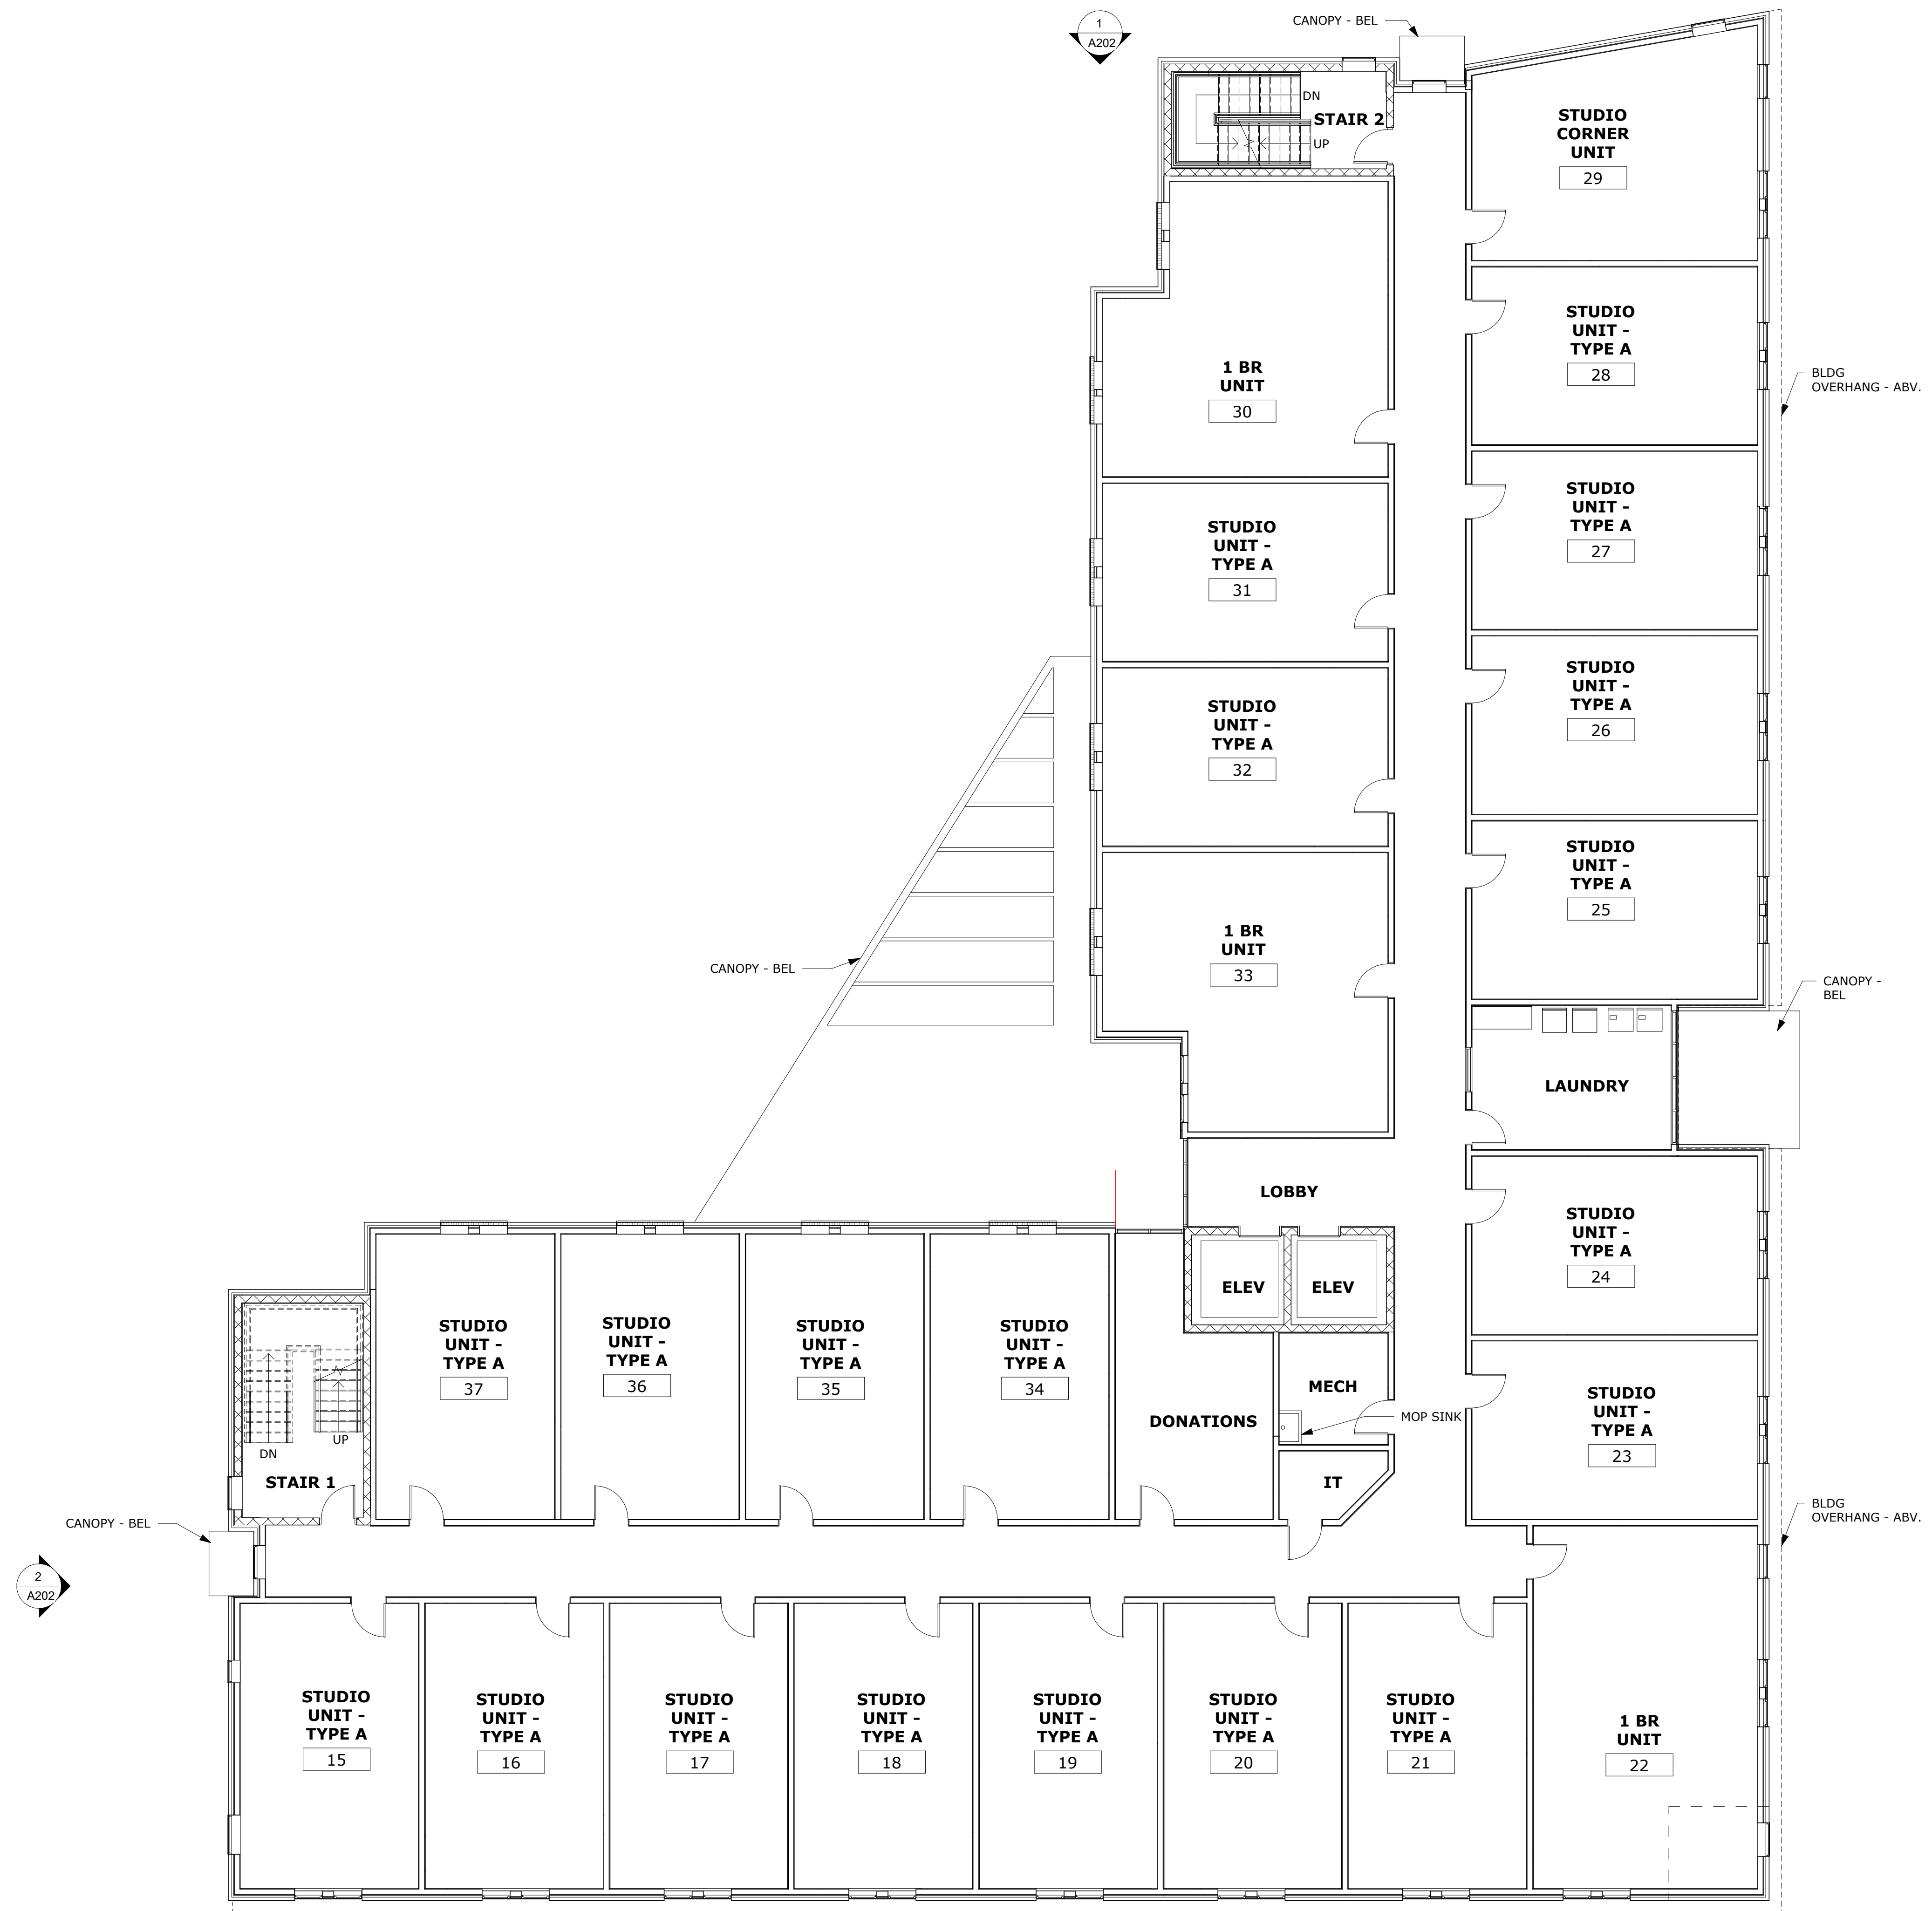 1
A202
CANOPY - BEL
DN
STAIR 2
UP
STUDIO
CORNER
UNIT
29
1 BR
UNIT
30
STUDIO
UNIT -
TYPE A
28
BLDG
OVERHANG - ABV.
STUDIO
UNIT -
TYPE A
31
STUDIO
UNIT -
TYPE A
27
STUDIO
UNIT -
TYPE A
32
STUDIO
UNIT -
TYPE A
26
CANOPY - BEL
1 BR
UNIT
33
STUDIO
UNIT -
TYPE A
25
CANOPY -
BEL
LAUNDRY
LOBBY
ELEV
ELEV
STUDIO
UNIT -
TYPE A
24
STUDIO
UNIT -
TYPE A
37
STUDIO
UNIT -
TYPE A
36
STUDIO
UNIT -
TYPE A
35
STUDIO
UNIT -
TYPE A
34
DONATIONS
MECH
MOP SINK
IT
STUDIO
UNIT -
TYPE A
23
UP
DN
STAIR 1
CANOPY - BEL
BLDG
OVERHANG - ABV.
2
A202
STUDIO
UNIT -
TYPE A
15
STUDIO
UNIT -
TYPE A
16
STUDIO
UNIT -
TYPE A
17
STUDIO
UNIT -
TYPE A
18
STUDIO
UNIT -
TYPE A
19
STUDIO
UNIT -
TYPE A
20
STUDIO
UNIT -
TYPE A
21
1 BR
UNIT
22